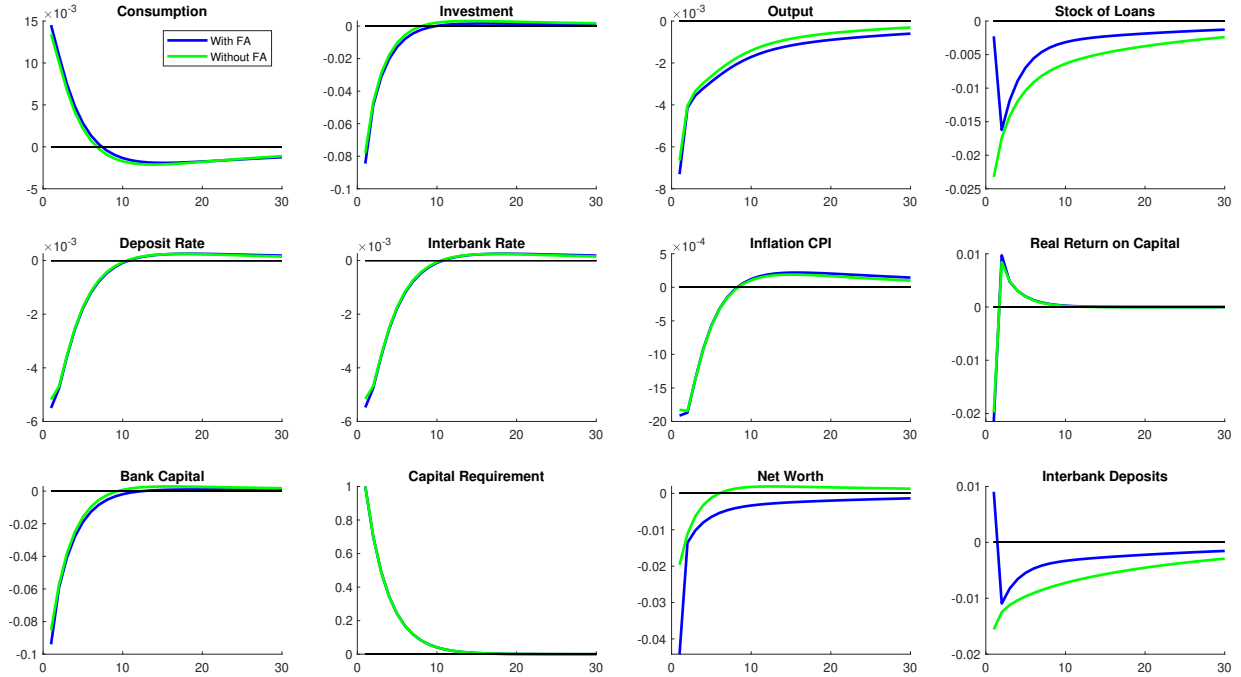 Consumption
×10⁻³
15
10
5
0
-5
0 10 20 30
With FA
Without FA
Investment
0
-0.02
-0.04
-0.06
-0.08
-0.1
0 10 20 30
Output
×10⁻³
0
-2
-4
-6
-8
0 10 20 30
Stock of Loans
0
-0.005
-0.01
-0.015
-0.02
-0.025
0 10 20 30
Deposit Rate
×10⁻³
0
-2
-4
-6
0 10 20 30
Interbank Rate
×10⁻³
0
-2
-4
-6
0 10 20 30
Inflation CPI
×10⁻⁴
5
0
-5
-10
-15
-20
0 10 20 30
Real Return on Capital
0.01
0
-0.01
-0.02
0 10 20 30
Bank Capital
0
-0.02
-0.04
-0.06
-0.08
-0.1
0 10 20 30
Capital Requirement
1
0.8
0.6
0.4
0.2
0
0 10 20 30
Net Worth
0
-0.01
-0.02
-0.03
-0.04
0 10 20 30
Interbank Deposits
0.01
0
-0.01
-0.02
0 10 20 30